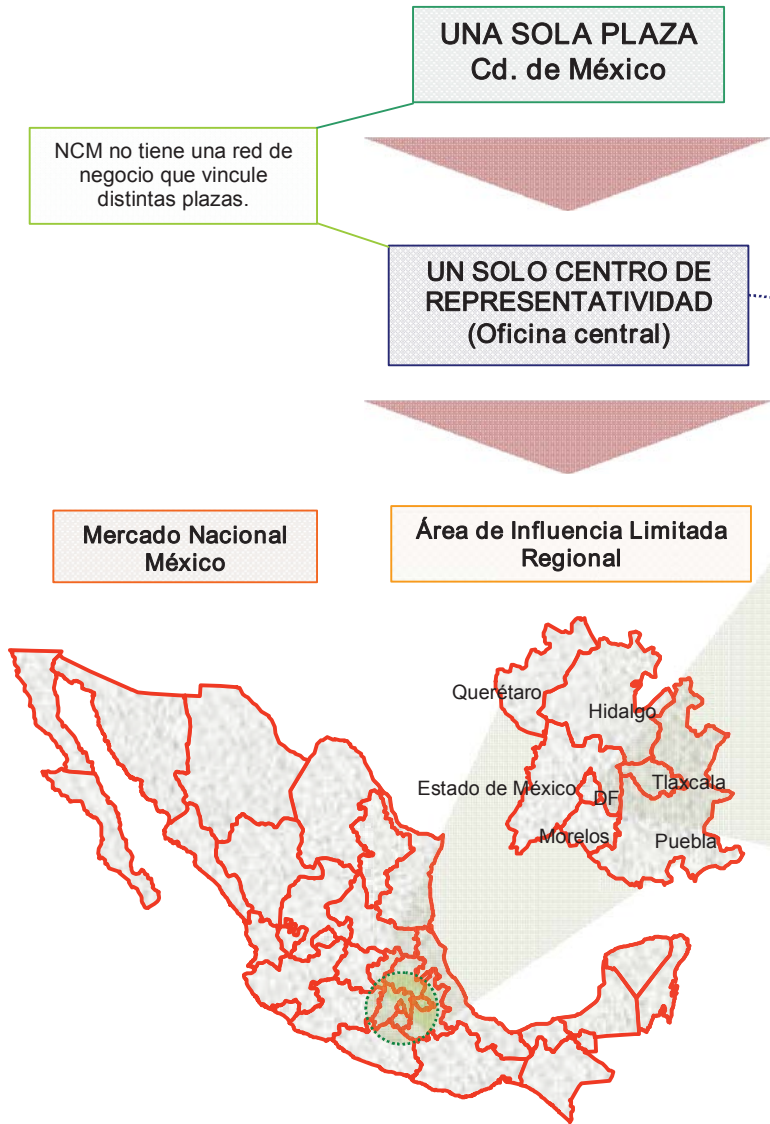 UNA SOLA PLAZA
Cd. de México
NCM no tiene una red de
negocio que vincule
distintas plazas.
UN SOLO CENTRO DE
REPRESENTATIVIDAD
(Oficina central)
Mercado Nacional
México
Área de Influencia Limitada
Regional
Querétaro
Hidalgo
Estado de México
DF
Tlaxcala
Morelos
Puebla